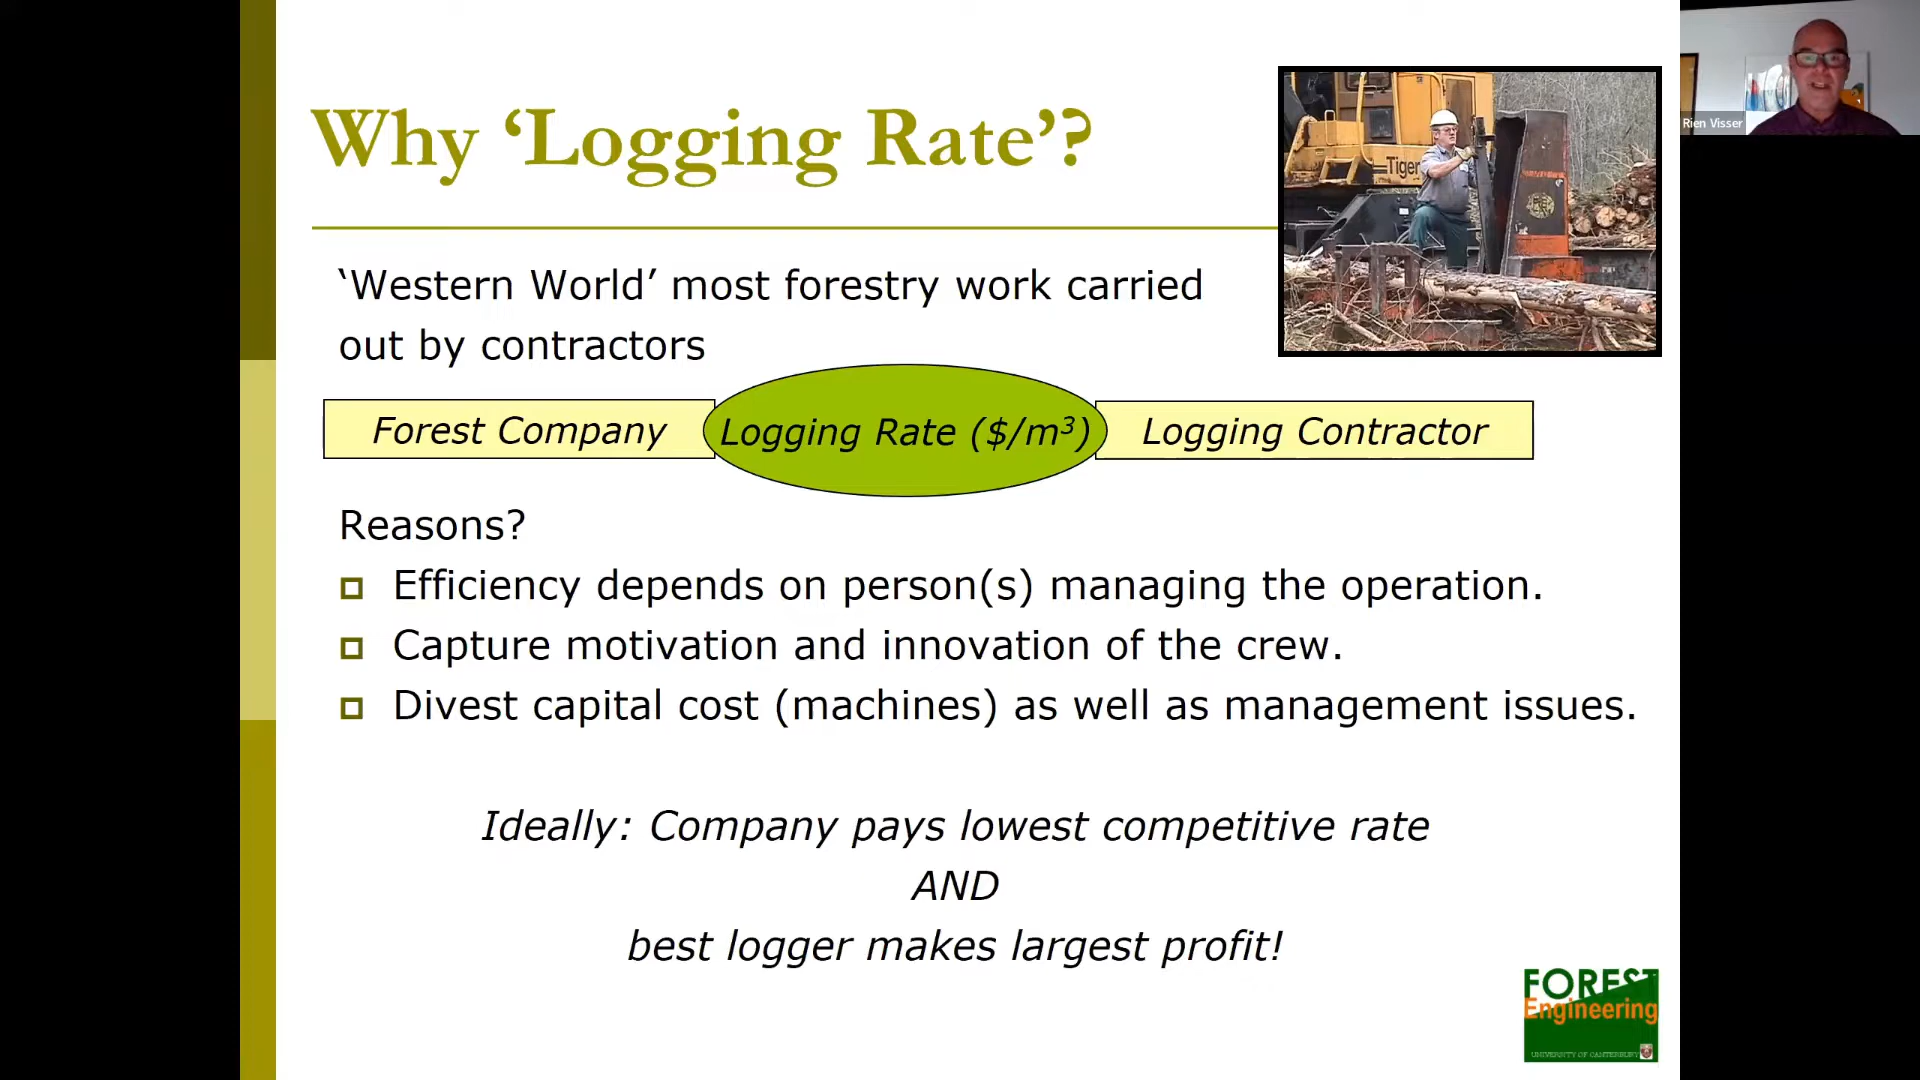 Why ‘Logging Rate’?
Tiger
Rien Visser
‘Western World’ most forestry work carried
out by contractors
Forest Company
Logging Rate ($/m³)
Logging Contractor
Reasons?
Efficiency depends on person(s) managing the operation.
Capture motivation and innovation of the crew.
Divest capital cost (machines) as well as management issues.
Ideally: Company pays lowest competitive rate
AND
best logger makes largest profit!
FOREST
Engineering
UNIVERSITY OF CANTERBURY